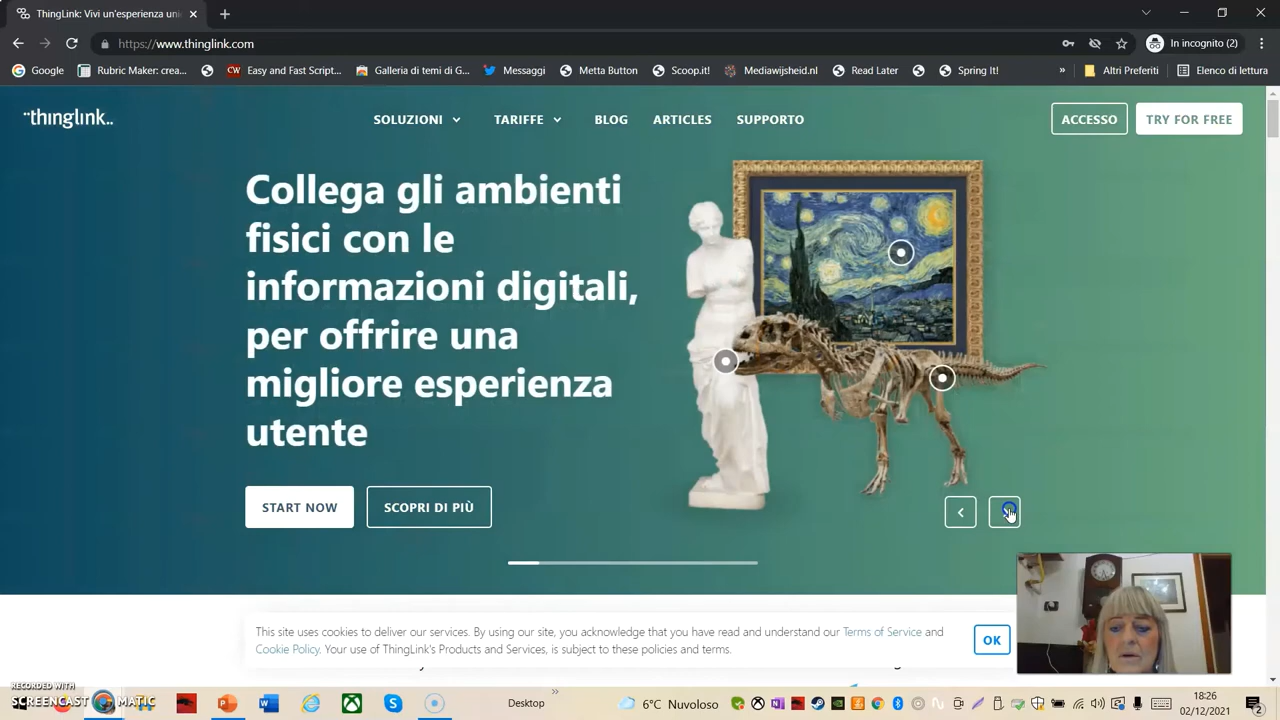 ThingLink: Vivi un'esperienza uni
https://www.thinglink.com
In incognito (2)
Google
Rubric Maker: crea...
Easy and Fast Script...
Galleria di temi di G...
Messaggi
Metta Button
Scoop.it!
Mediawijsheid.nl
Read Later
Spring It!
»
Altri Preferiti
Elenco di lettura
thinglink..
SOLUZIONI
TARIFFE
BLOG
ARTICLES
SUPPORTO
ACCESSO
TRY FOR FREE
Collega gli ambienti
fisici con le
informazioni digitali,
per offrire una
migliore esperienza
utente
START NOW
SCOPRI DI PIÙ
This site uses cookies to deliver our services. By using our site, you acknowledge that you have read and understand our Terms of Service and
Cookie Policy. Your use of ThingLink's Products and Services, is subject to these policies and terms.
OK
RECORDED WITH
SCREENCAST MATIC
Desktop
»
6°C Nuvoloso
18:26
02/12/2021
2